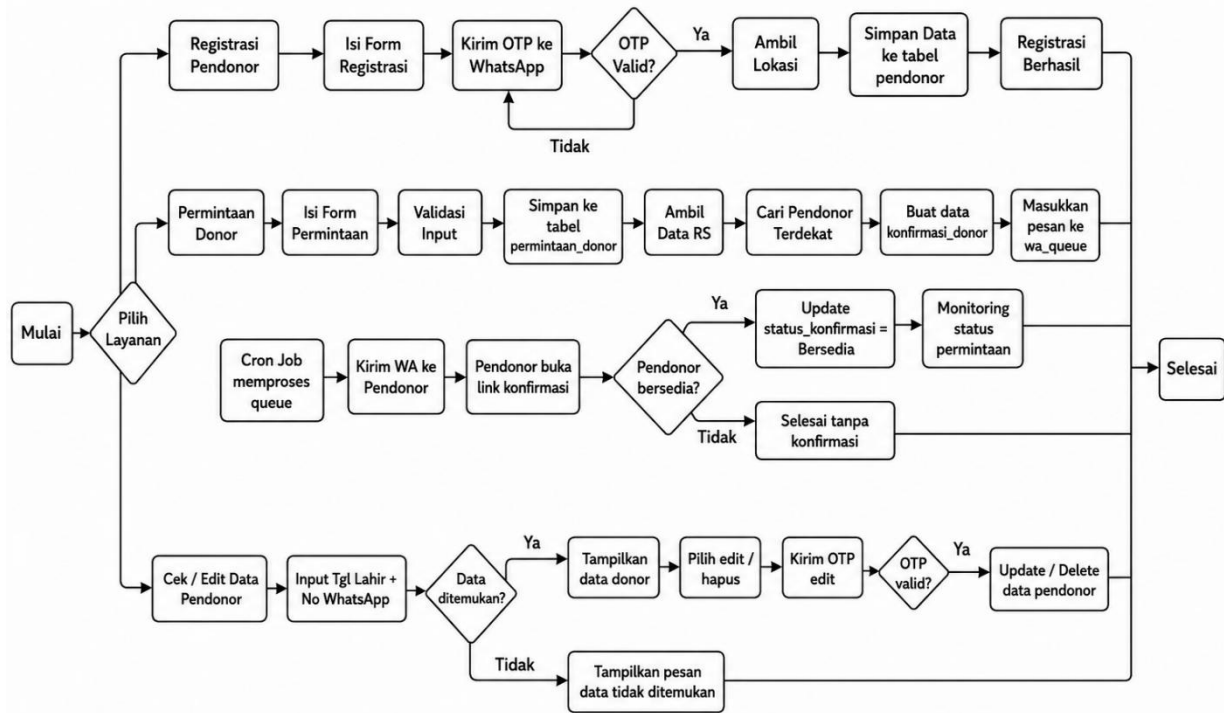 Registrasi
Pendonor
Isi Form
Registrasi
Kirim OTP ke
WhatsApp
OTP
Valid?
Ya
Tidak
Ambil
Lokasi
Simpan Data
ke tabel
pendonor
Registrasi
Berhasil
Permintaan
Donor
Isi Form
Permintaan
Validasi
Input
Simpan ke
tabel
permintaan_donor
Ambil
Data RS
Cari Pendonor
Terdekat
Buat data
konfirmasi_donor
Masukkan
pesan ke
wa_queue
Mulai
Pilih
Layanan
Cron Job
memproses
queue
Kirim WA ke
Pendonor
Pendonor buka
link konfirmasi
Pendonor
bersedia?
Ya
Update
status_konfirmasi =
Bersedia
Monitoring
status
permintaan
Tidak
Selesai tanpa
konfirmasi
Selesai
Cek / Edit Data
Pendonor
Input Tgl Lahir +
No WhatsApp
Data
ditemukan?
Ya
Tampilkan
data donor
Pilih edit /
hapus
Kirim OTP
edit
OTP
valid?
Ya
Update / Delete
data pendonor
Tidak
Tampilkan pesan
data tidak ditemukan